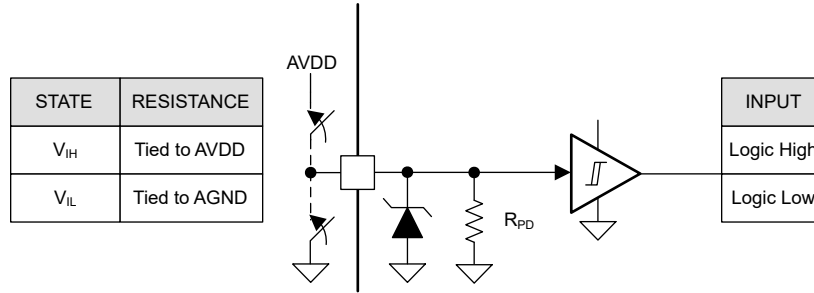 AVDD
STATE RESISTANCE
V_IH Tied to AVDD
V_IL Tied to AGND
R_PD
INPUT
Logic High
Logic Low